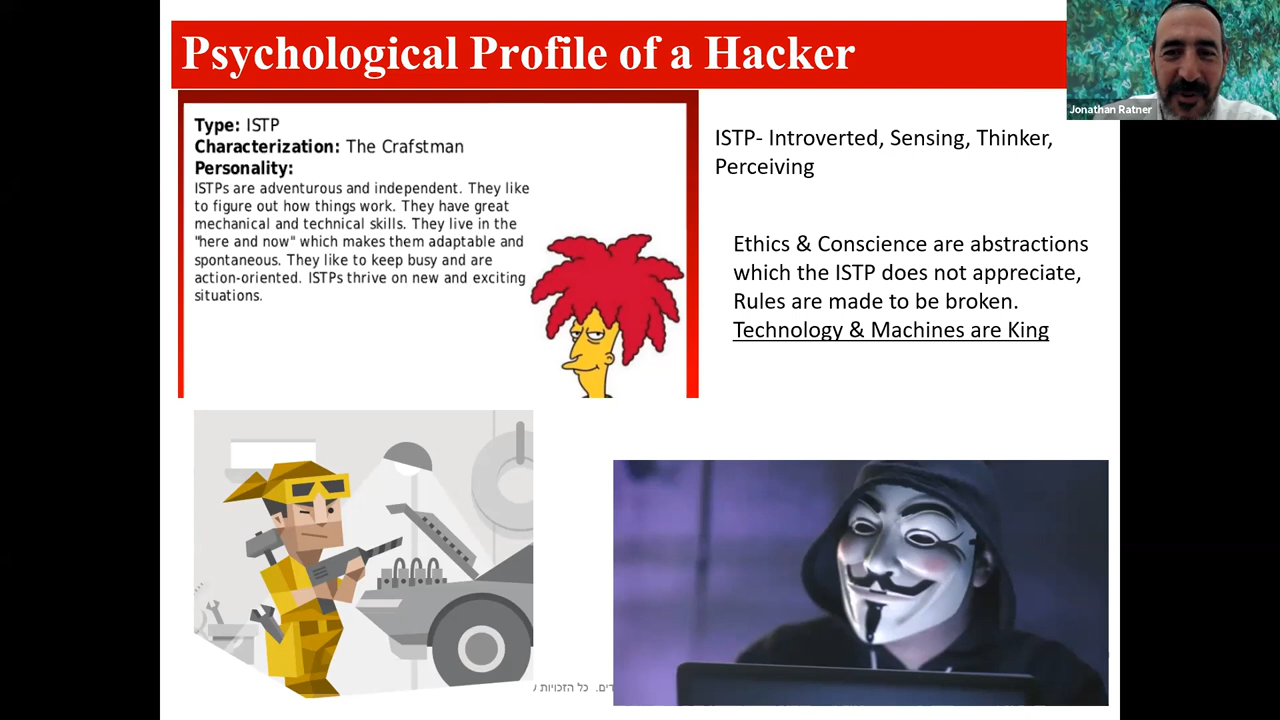 Psychological Profile of a Hacker
Jonathan Ratner
Type: ISTP
Characterization: The Crafstman
Personality:
ISTPs are adventurous and independent. They like
to figure out how things work. They have great
mechanical and technical skills. They live in the
"here and now" which makes them adaptable and
spontaneous. They like to keep busy and are
action-oriented. ISTPs thrive on new and exciting
situations.
ISTP- Introverted, Sensing, Thinker,
Perceiving
Ethics & Conscience are abstractions
which the ISTP does not appreciate,
Rules are made to be broken.
Technology & Machines are King
כל הזכויות